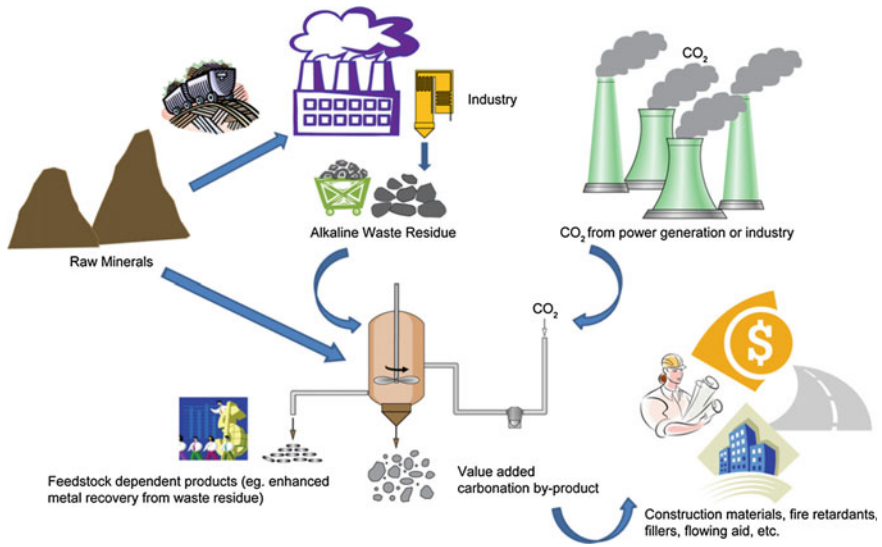 CO2
Industry
Alkaline Waste Residue
CO2 from power generation or industry
Raw Minerals
CO2
$
Feedstock dependent products (eg. enhanced
metal recovery from waste residue)
Value added
carbonation by-product
Construction materials, fire retardants,
fillers, flowing aid, etc.